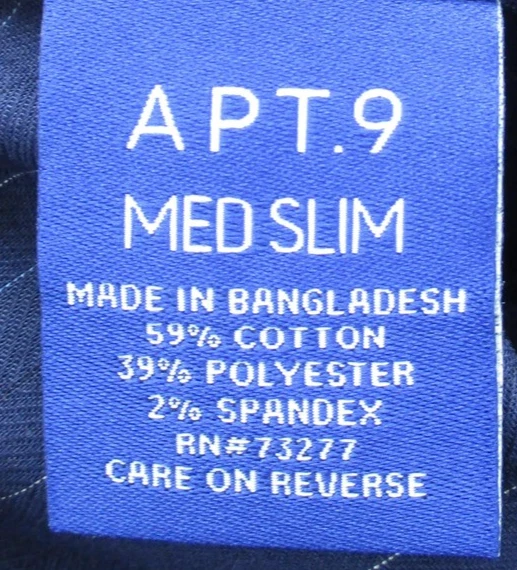 APT.9
MED SLIM
MADE IN BANGLADESH
59% COTTON
39% POLYESTER
2% SPANDEX
RN#73277
CARE ON REVERSE